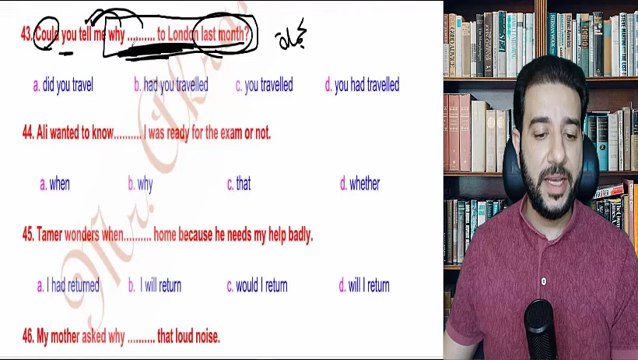 43. Could you tell me why .......... to London last month? جملة
a. did you travel b. had you travelled c. you travelled d. you had travelled
44. Ali wanted to know.......... I was ready for the exam or not.
a. when b. why c. that d. whether
45. Tamer wonders when.......... home because he needs my help badly.
a. I had returned b. I will return c. would I return d. will I return
46. My mother asked why .......... that loud noise.